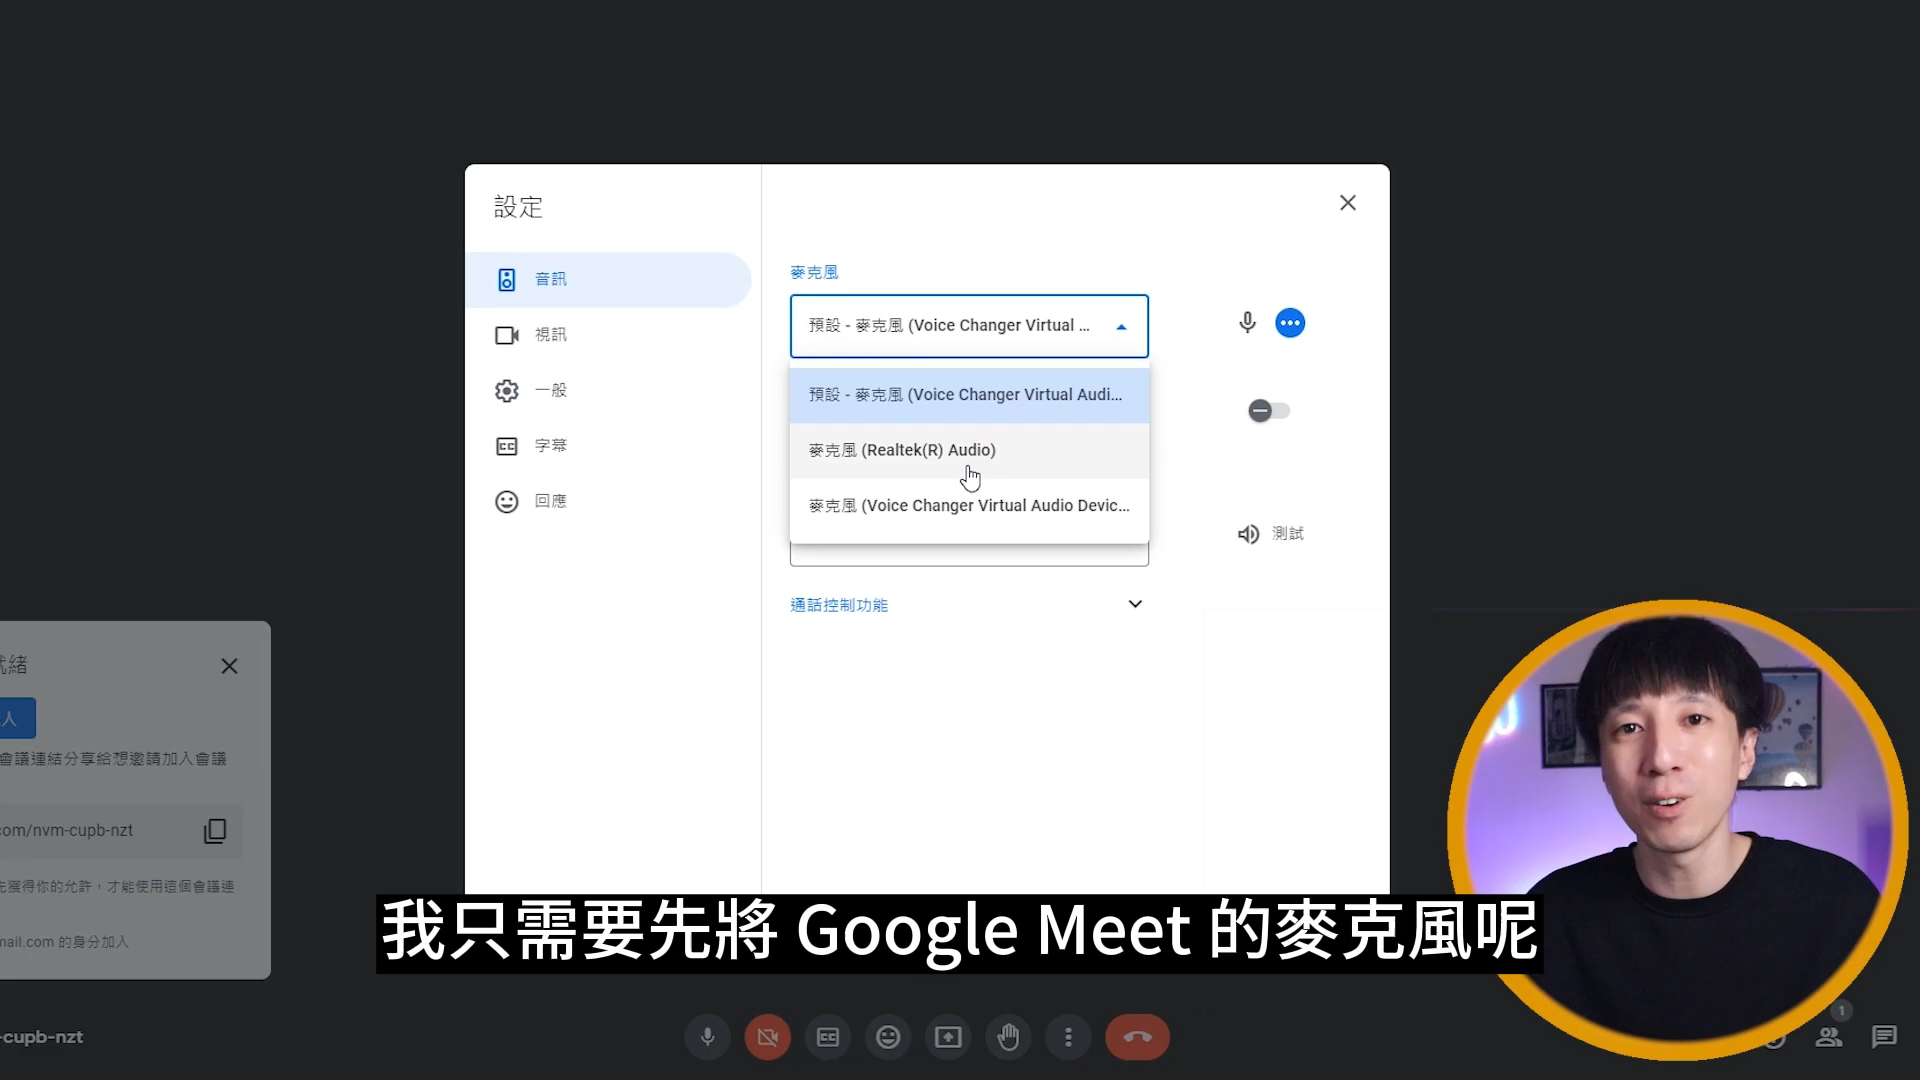 設定
音訊
視訊
一般
字幕
回應
麥克風
預設 - 麥克風 (Voice Changer Virtual ...
預設 - 麥克風 (Voice Changer Virtual Audi...
麥克風 (Realtek(R) Audio)
麥克風 (Voice Changer Virtual Audio Devic...
測試
通話控制功能
就緒
人
會議連結分享給想邀請加入會議
com/nvm-cupb-nzt
先獲得你的允許，才能使用這個會議連
mail.com 的身分加入
我只需要先將 Google Meet 的麥克風呢
-cupb-nzt
1